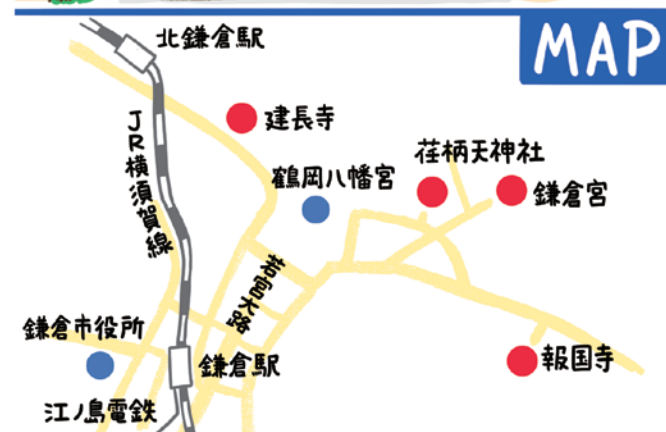 MAP
北鎌倉駅
建長寺
JR横須賀線
荏柄天神社
鶴岡八幡宮
鎌倉宮
若宮大路
鎌倉市役所
鎌倉駅
報国寺
江ノ島電鉄